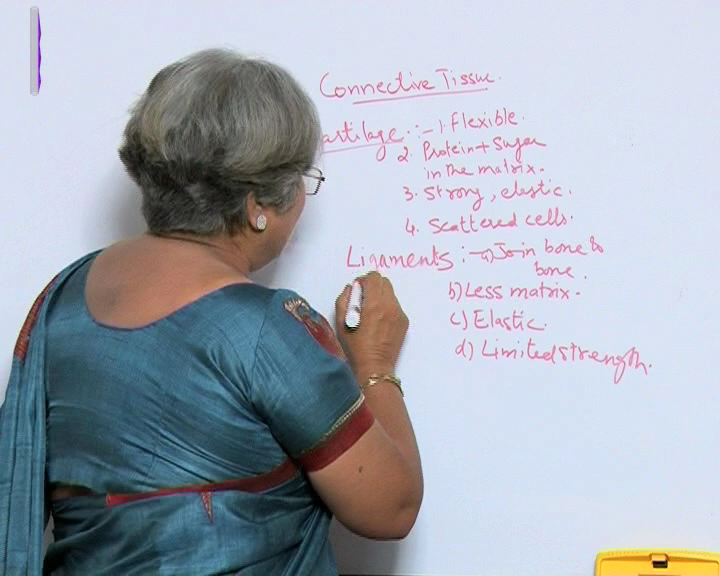 Connective Tissue.
artilage :- 1. Flexible.
2. Protein + Sugar
in the matrix.
3. Strong, elastic.
4. Scattered cells.
Ligaments :- a) Join bone to
bone.
b) Less matrix.
c) Elastic.
d) Limited strength.